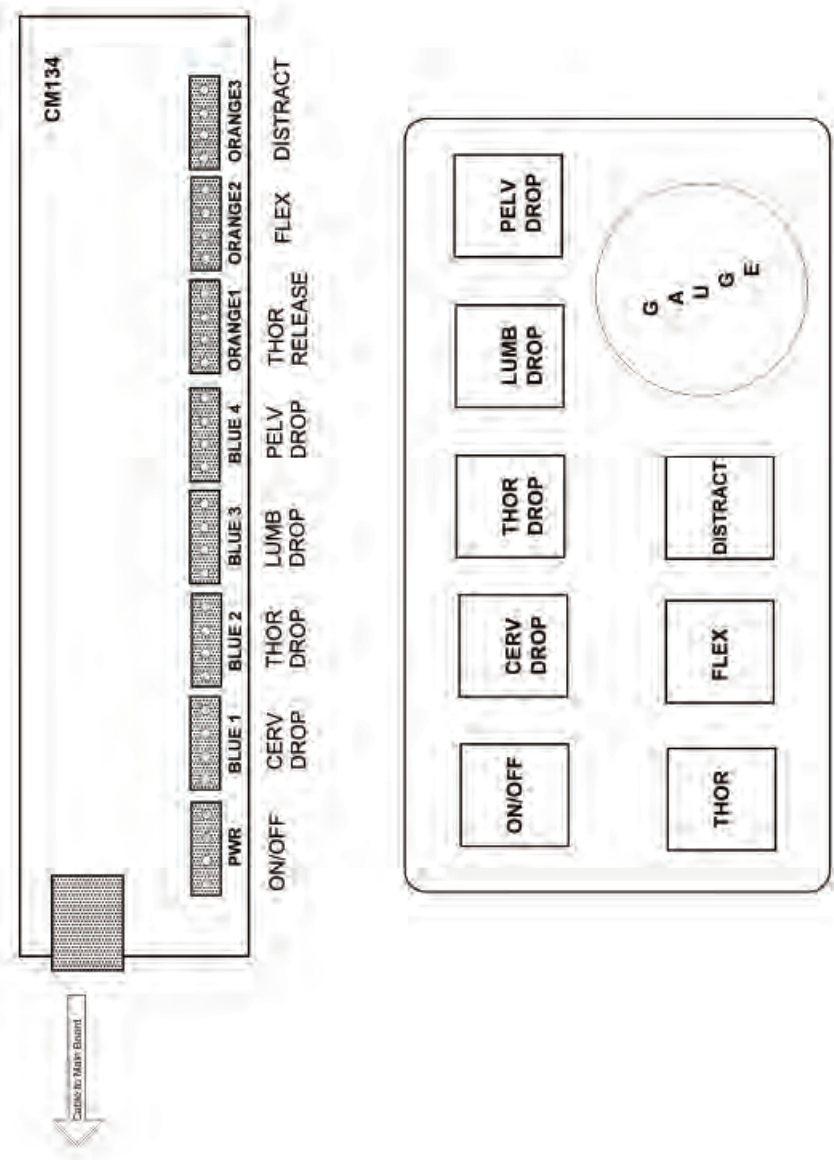 CM134
PWR
BLUE 1
BLUE 2
BLUE 3
BLUE 4
ORANGE1
ORANGE2
ORANGE3
ON/OFF
CERV
DROP
THOR
DROP
LUMB
DROP
PELV
DROP
THOR
RELEASE
FLEX
DISTRACT
Cable to Main Board
ON/OFF
CERV
DROP
THOR
DROP
LUMB
DROP
PELV
DROP
THOR
FLEX
DISTRACT
GAUGE